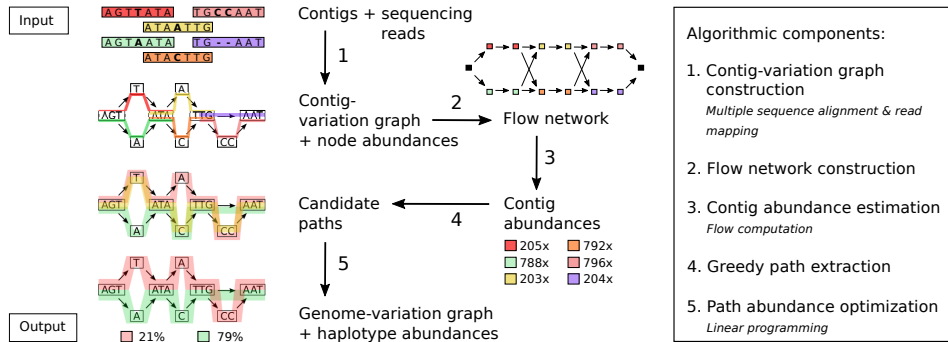 Input
AGTTATA
TGCCAAT
ATAATTG
AGTAATA
TG--AAT
ATACTTG
Contigs + sequencing
reads
1
T
A
AGT
ATA
TTG
AAT
A
C
CC
Contig-
variation graph
+ node abundances
2
Flow network
3
T
A
AGT
ATA
TTG
AAT
A
C
CC
Candidate
paths
4
Contig
abundances
205x
792x
788x
796x
203x
204x
5
T
A
AGT
ATA
TTG
AAT
A
C
CC
Genome-variation graph
+ haplotype abundances
Output
21%
79%
Algorithmic components:
1. Contig-variation graph
construction
Multiple sequence alignment & read
mapping
2. Flow network construction
3. Contig abundance estimation
Flow computation
4. Greedy path extraction
5. Path abundance optimization
Linear programming